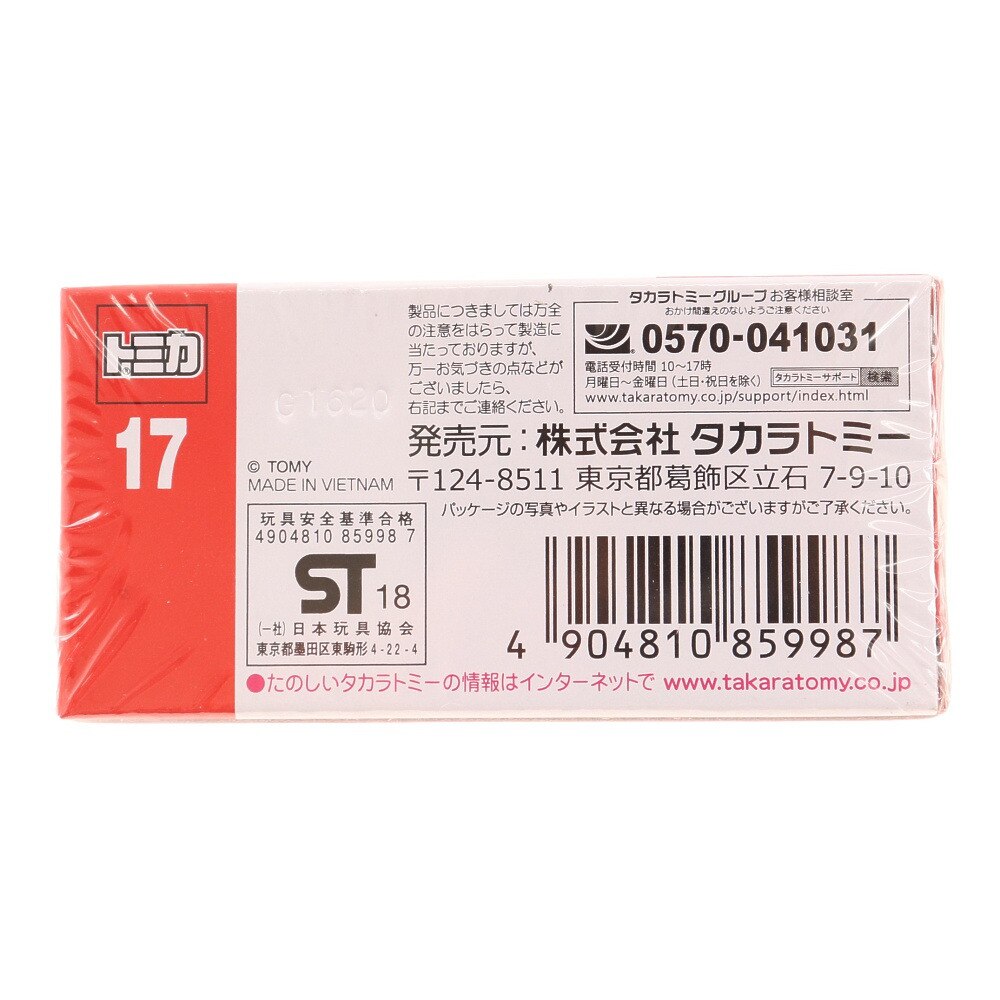 トミカ
17
製品につきましては万全
の注意をはらって製造に
当たっておりますが、
万一お気づきの点などが
ございましたら、
右記までご連絡ください。
タカラトミーグループ お客様相談室
おかけ間違えのないようご注意ください
0570-041031
電話受付時間 10〜17時
月曜日〜金曜日 (土日・祝日を除く)
タカラトミーサポート 検索
www.takaratomy.co.jp/support/index.html
発売元：株式会社 タカラトミー
© TOMY
MADE IN VIETNAM
〒124-8511 東京都葛飾区立石 7-9-10
パッケージの写真やイラストと異なる場合がございますがご了承ください。
玩具安全基準合格
4904810 85998 7
ST 18
(一社)日本玩具協会
東京都墨田区東駒形4-22-4
4 904810 859987
●たのしいタカラトミーの情報はインターネットで www.takaratomy.co.jp